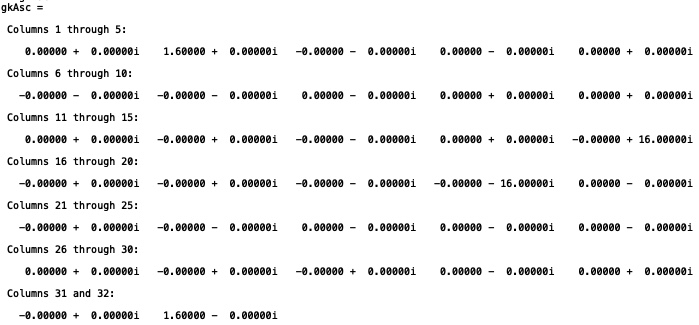 gkAsc =
Columns 1 through 5:
0.00000 + 0.00000i 1.60000 + 0.00000i -0.00000 - 0.00000i 0.00000 - 0.00000i 0.00000 + 0.00000i
Columns 6 through 10:
-0.00000 - 0.00000i -0.00000 - 0.00000i 0.00000 - 0.00000i 0.00000 + 0.00000i 0.00000 + 0.00000i
Columns 11 through 15:
0.00000 + 0.00000i -0.00000 + 0.00000i -0.00000 - 0.00000i 0.00000 + 0.00000i -0.00000 + 16.00000i
Columns 16 through 20:
-0.00000 + 0.00000i -0.00000 + 0.00000i -0.00000 - 0.00000i -0.00000 - 16.00000i 0.00000 - 0.00000i
Columns 21 through 25:
-0.00000 + 0.00000i -0.00000 - 0.00000i 0.00000 - 0.00000i 0.00000 - 0.00000i 0.00000 - 0.00000i
Columns 26 through 30:
0.00000 + 0.00000i -0.00000 + 0.00000i -0.00000 + 0.00000i 0.00000 - 0.00000i 0.00000 + 0.00000i
Columns 31 and 32:
-0.00000 + 0.00000i 1.60000 - 0.00000i